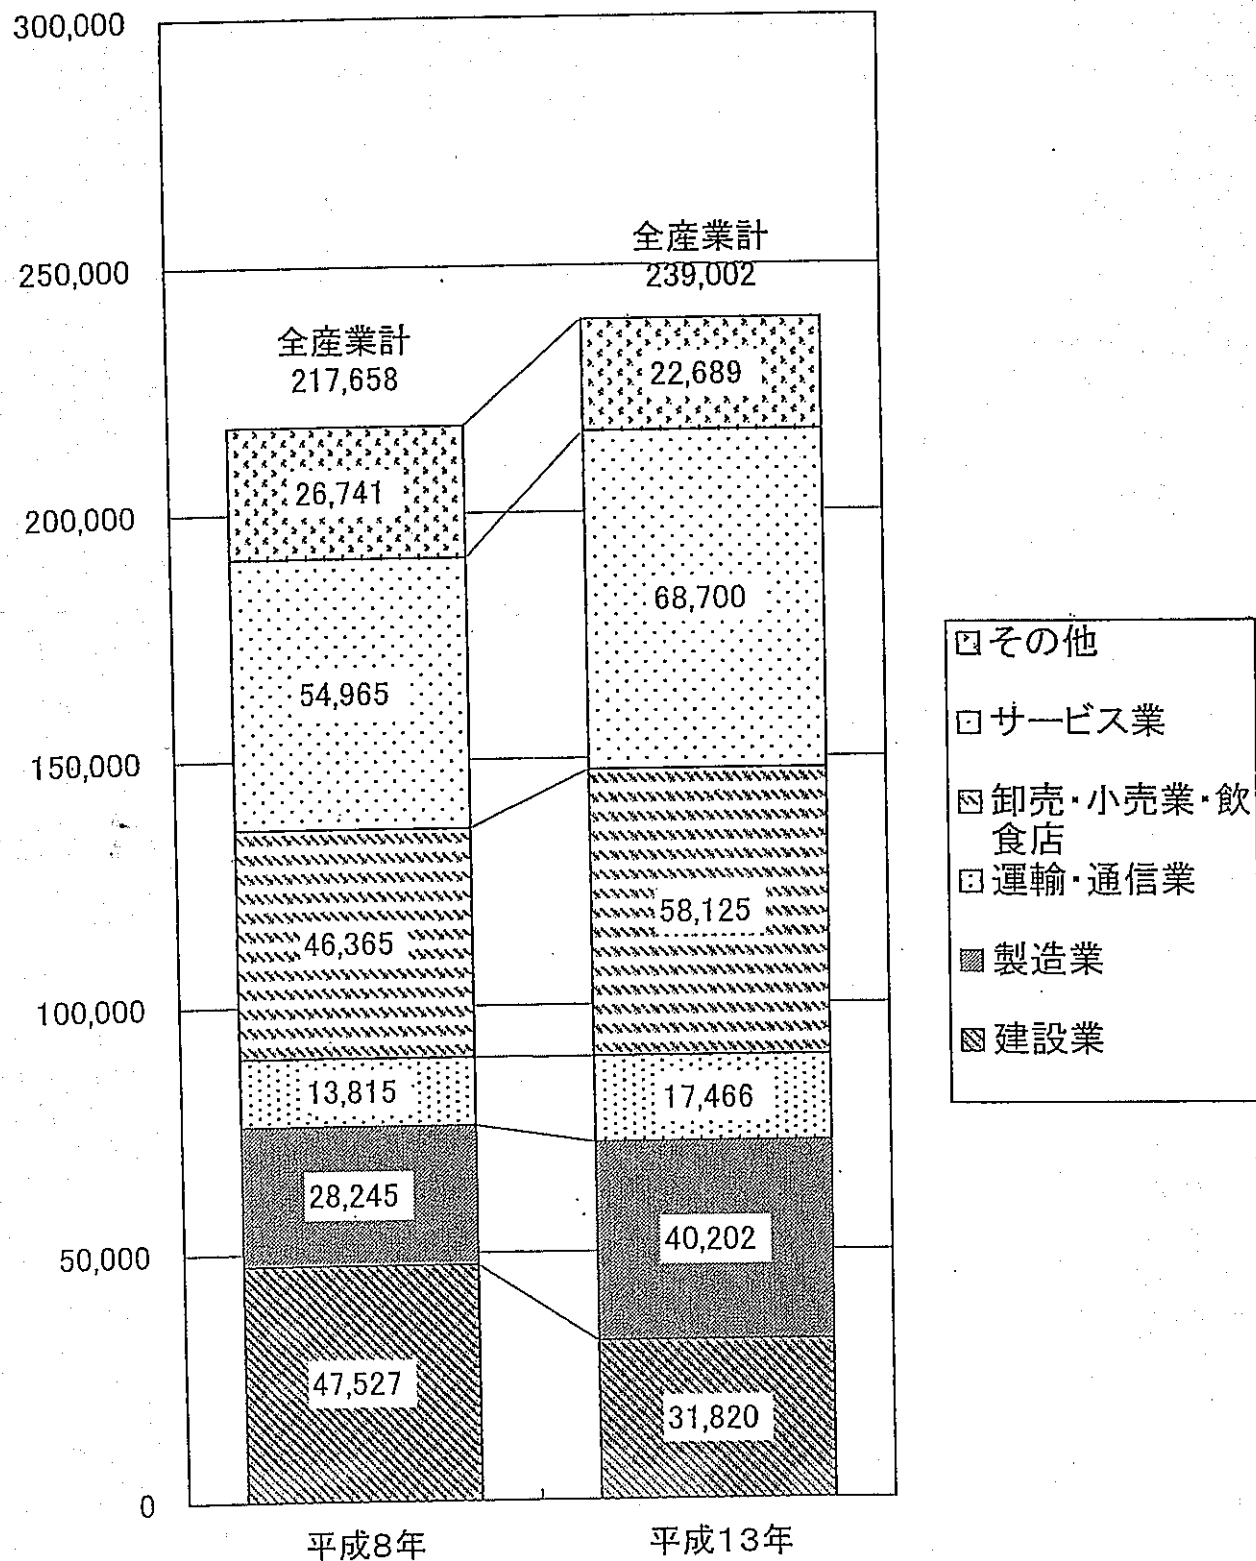 300,000
250,000
200,000
150,000
100,000
50,000
0
全産業計
217,658
26,741
54,965
46,365
13,815
28,245
47,527
平成8年
全産業計
239,002
22,689
68,700
58,125
17,466
40,202
31,820
平成13年
その他
サービス業
卸売・小売業・飲
食店
運輸・通信業
製造業
建設業